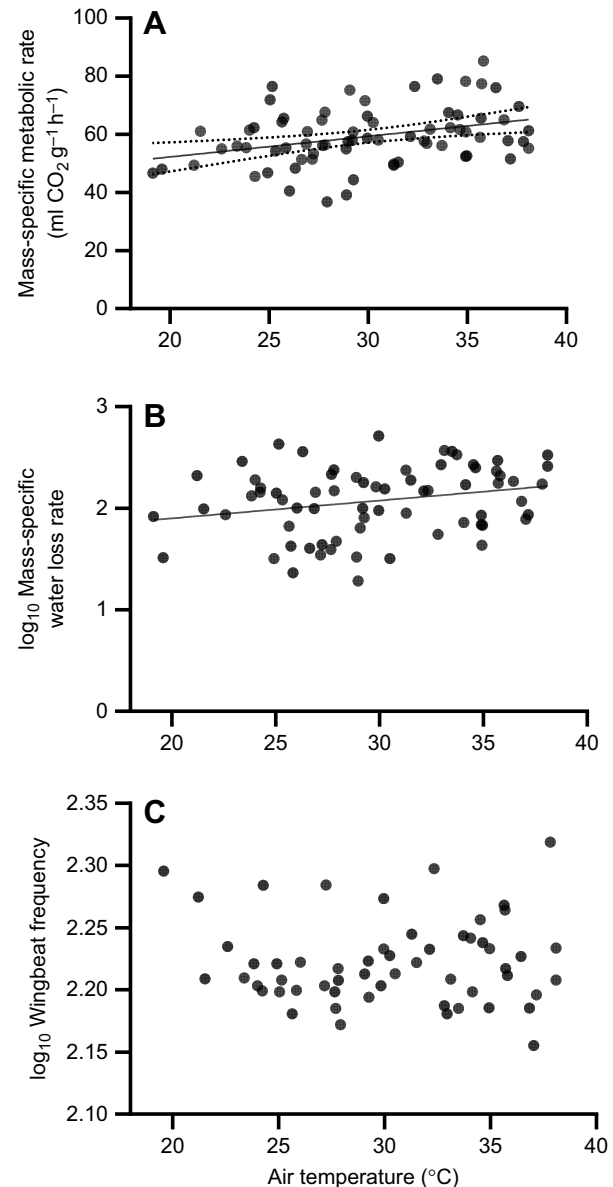 A
Mass-specific metabolic rate
(ml CO2 g–1 h–1)
100
80
60
40
20
0
20 25 30 35 40
B
log10 Mass-specific
water loss rate
3
2
1
0
20 25 30 35 40
C
log10 Wingbeat frequency
2.35
2.30
2.25
2.20
2.15
2.10
20 25 30 35 40
Air temperature (°C)